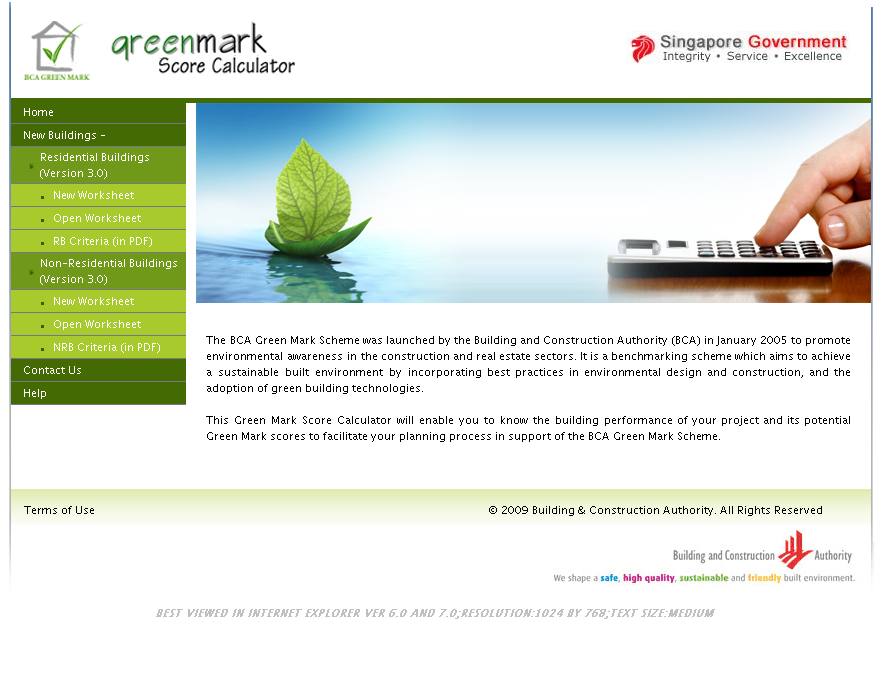 BCA GREEN MARK
greenmark
Score Calculator
Singapore Government
Integrity • Service • Excellence
Home
New Buildings -
Residential Buildings
(Version 3.0)
New Worksheet
Open Worksheet
RB Criteria (in PDF)
Non-Residential Buildings
(Version 3.0)
New Worksheet
Open Worksheet
NRB Criteria (in PDF)
Contact Us
Help
The BCA Green Mark Scheme was launched by the Building and Construction Authority (BCA) in January 2005 to promote
environmental awareness in the construction and real estate sectors. It is a benchmarking scheme which aims to achieve
a sustainable built environment by incorporating best practices in environmental design and construction, and the
adoption of green building technologies.
This Green Mark Score Calculator will enable you to know the building performance of your project and its potential
Green Mark scores to facilitate your planning process in support of the BCA Green Mark Scheme.
Terms of Use
© 2009 Building & Construction Authority. All Rights Reserved
Building and Construction Authority
We shape a safe, high quality, sustainable and friendly built environment.
BEST VIEWED IN INTERNET EXPLORER VER 6.0 AND 7.0;RESOLUTION:1024 BY 768;TEXT SIZE:MEDIUM